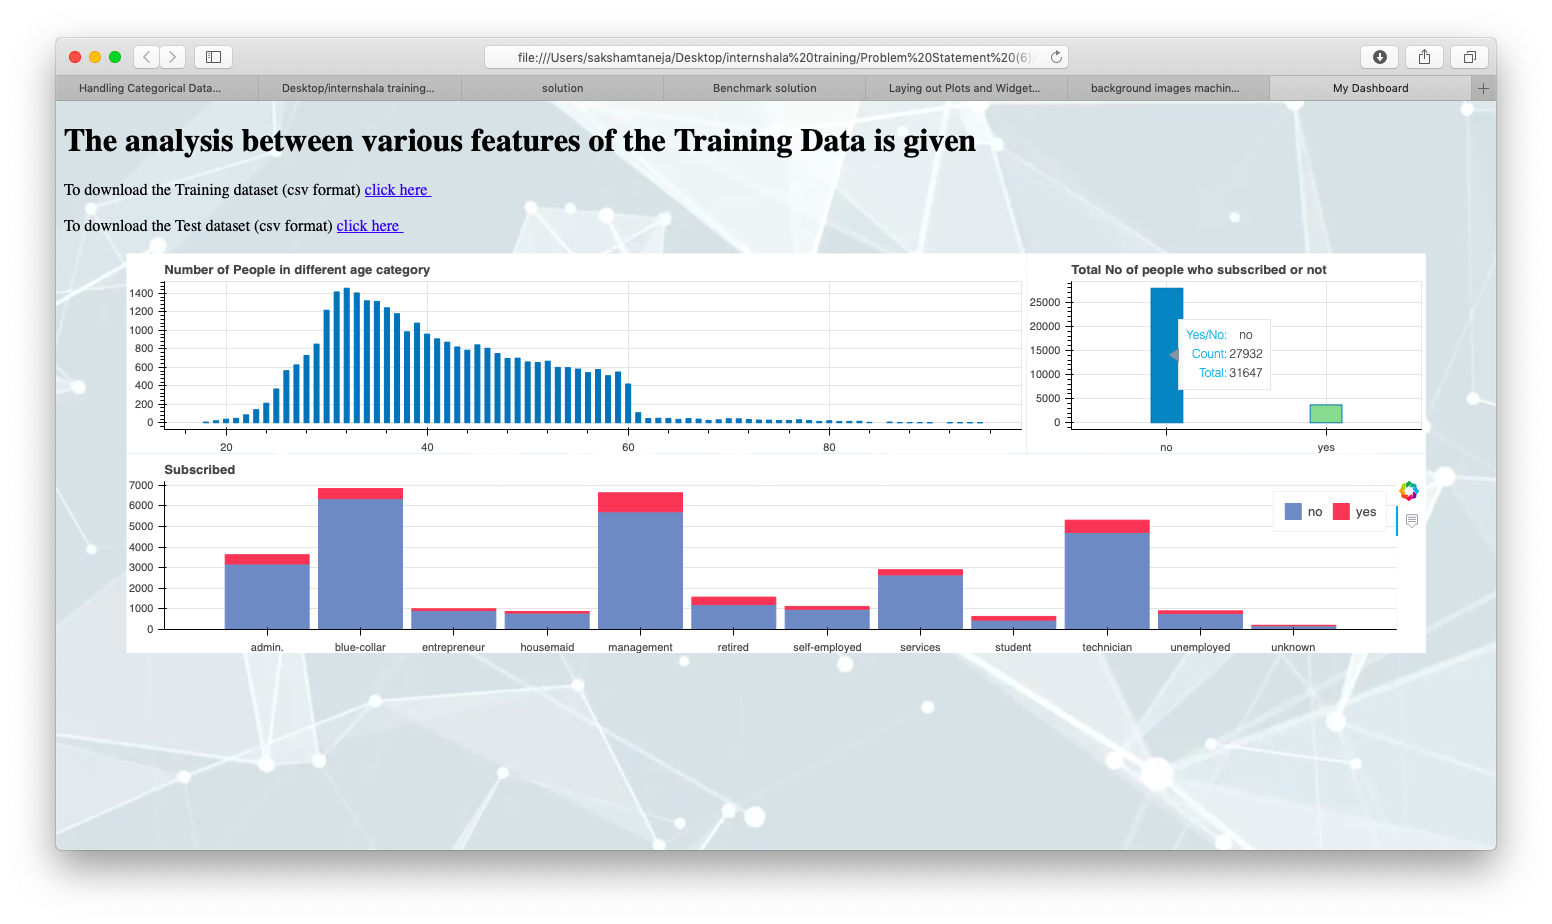 file:///Users/sakshamtaneja/Desktop/internshala%20training/Problem%20Statement%20(6)
Handling Categorical Data... Desktop/internshala training... solution Benchmark solution Laying out Plots and Widget... background images machin... My Dashboard
The analysis between various features of the Training Data is given
To download the Training dataset (csv format) click here
To download the Test dataset (csv format) click here
Number of People in different age category
1400
1200
1000
800
600
400
200
0
20 40 60 80
Total No of people who subscribed or not
25000
20000
15000
10000
5000
0
Yes/No: no
Count: 27932
Total: 31647
no yes
Subscribed
7000
6000
5000
4000
3000
2000
1000
0
no yes
admin. blue-collar entrepreneur housemaid management retired self-employed services student technician unemployed unknown